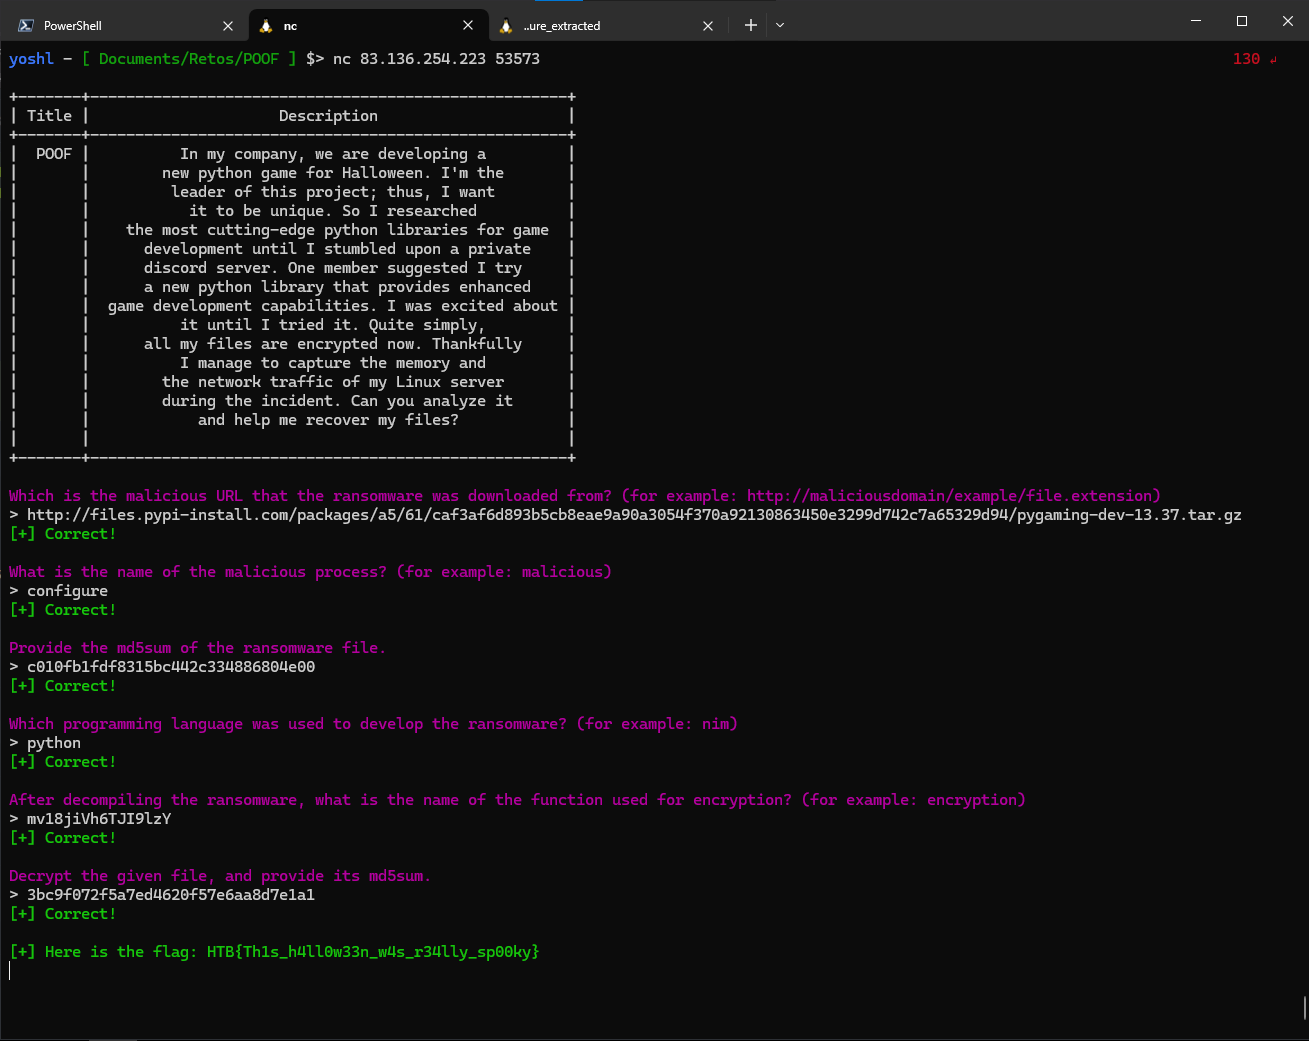 PowerShell
nc
..ure_extracted
yoshl - [ Documents/Retos/POOF ] $> nc 83.136.254.223 53573 130 ↲
+-------+-----------------------------------------------------+
| Title |                     Description                     |
+-------+-----------------------------------------------------+
|  POOF |          In my company, we are developing a         |
|       |        new python game for Halloween. I'm the       |
|       |         leader of this project; thus, I want        |
|       |           it to be unique. So I researched          |
|       |    the most cutting-edge python libraries for game  |
|       |      development until I stumbled upon a private    |
|       |      discord server. One member suggested I try     |
|       |      a new python library that provides enhanced    |
|       |  game development capabilities. I was excited about |
|       |          it until I tried it. Quite simply,         |
|       |      all my files are encrypted now. Thankfully     |
|       |          I manage to capture the memory and         |
|       |        the network traffic of my Linux server       |
|       |        during the incident. Can you analyze it      |
|       |            and help me recover my files?            |
|       |                                                     |
+-------+-----------------------------------------------------+
Which is the malicious URL that the ransomware was downloaded from? (for example: http://maliciousdomain/example/file.extension)
> http://files.pypi-install.com/packages/a5/61/caf3af6d893b5cb8eae9a90a3054f370a92130863450e3299d742c7a65329d94/pygaming-dev-13.37.tar.gz
[+] Correct!
What is the name of the malicious process? (for example: malicious)
> configure
[+] Correct!
Provide the md5sum of the ransomware file.
> c010fb1fdf8315bc442c334886804e00
[+] Correct!
Which programming language was used to develop the ransomware? (for example: nim)
> python
[+] Correct!
After decompiling the ransomware, what is the name of the function used for encryption? (for example: encryption)
> mv18jiVh6TJI9lzY
[+] Correct!
Decrypt the given file, and provide its md5sum.
> 3bc9f072f5a7ed4620f57e6aa8d7e1a1
[+] Correct!
[+] Here is the flag: HTB{Th1s_h4ll0w33n_w4s_r34lly_sp00ky}